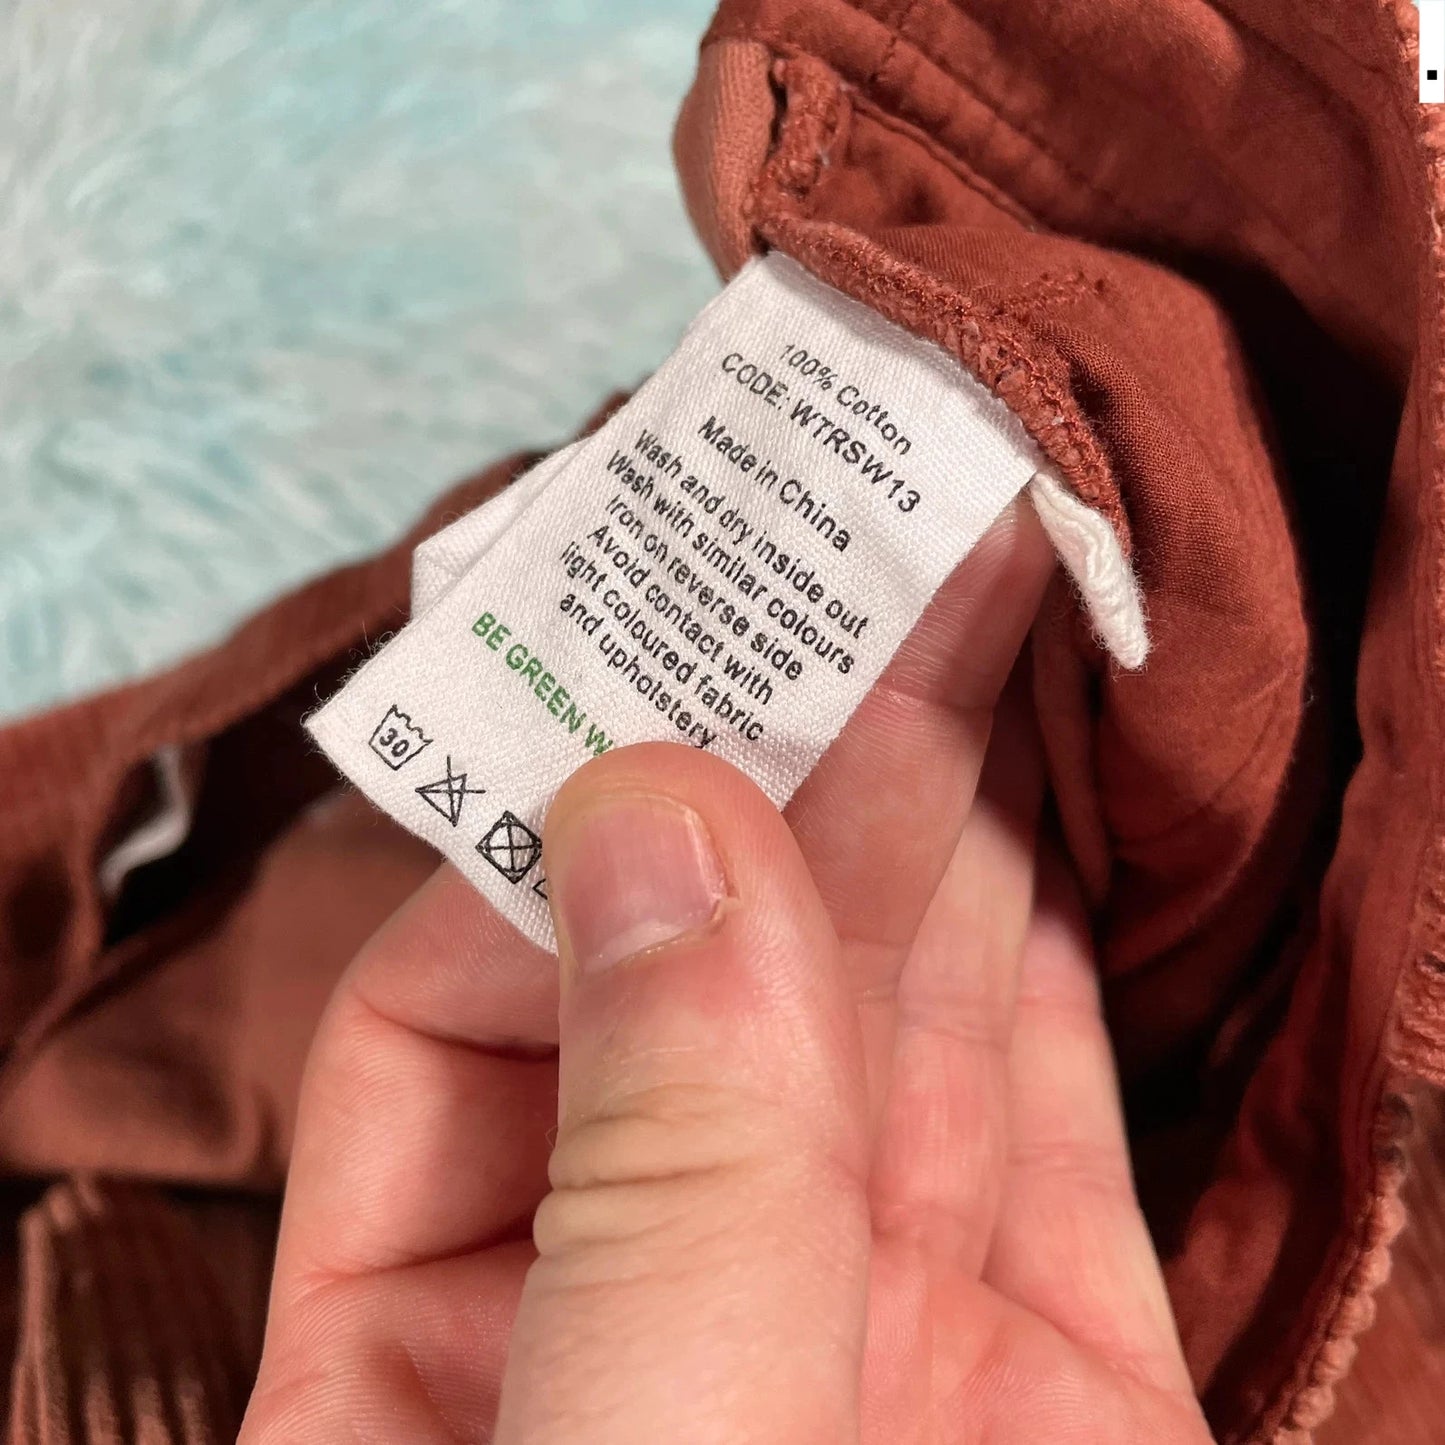 100% Cotton
CODE: WTRSW13
Made in China
Wash and dry inside out
Wash with similar colours
Iron on reverse side
Avoid contact with
light coloured fabric
and upholstery
BE GREEN
30